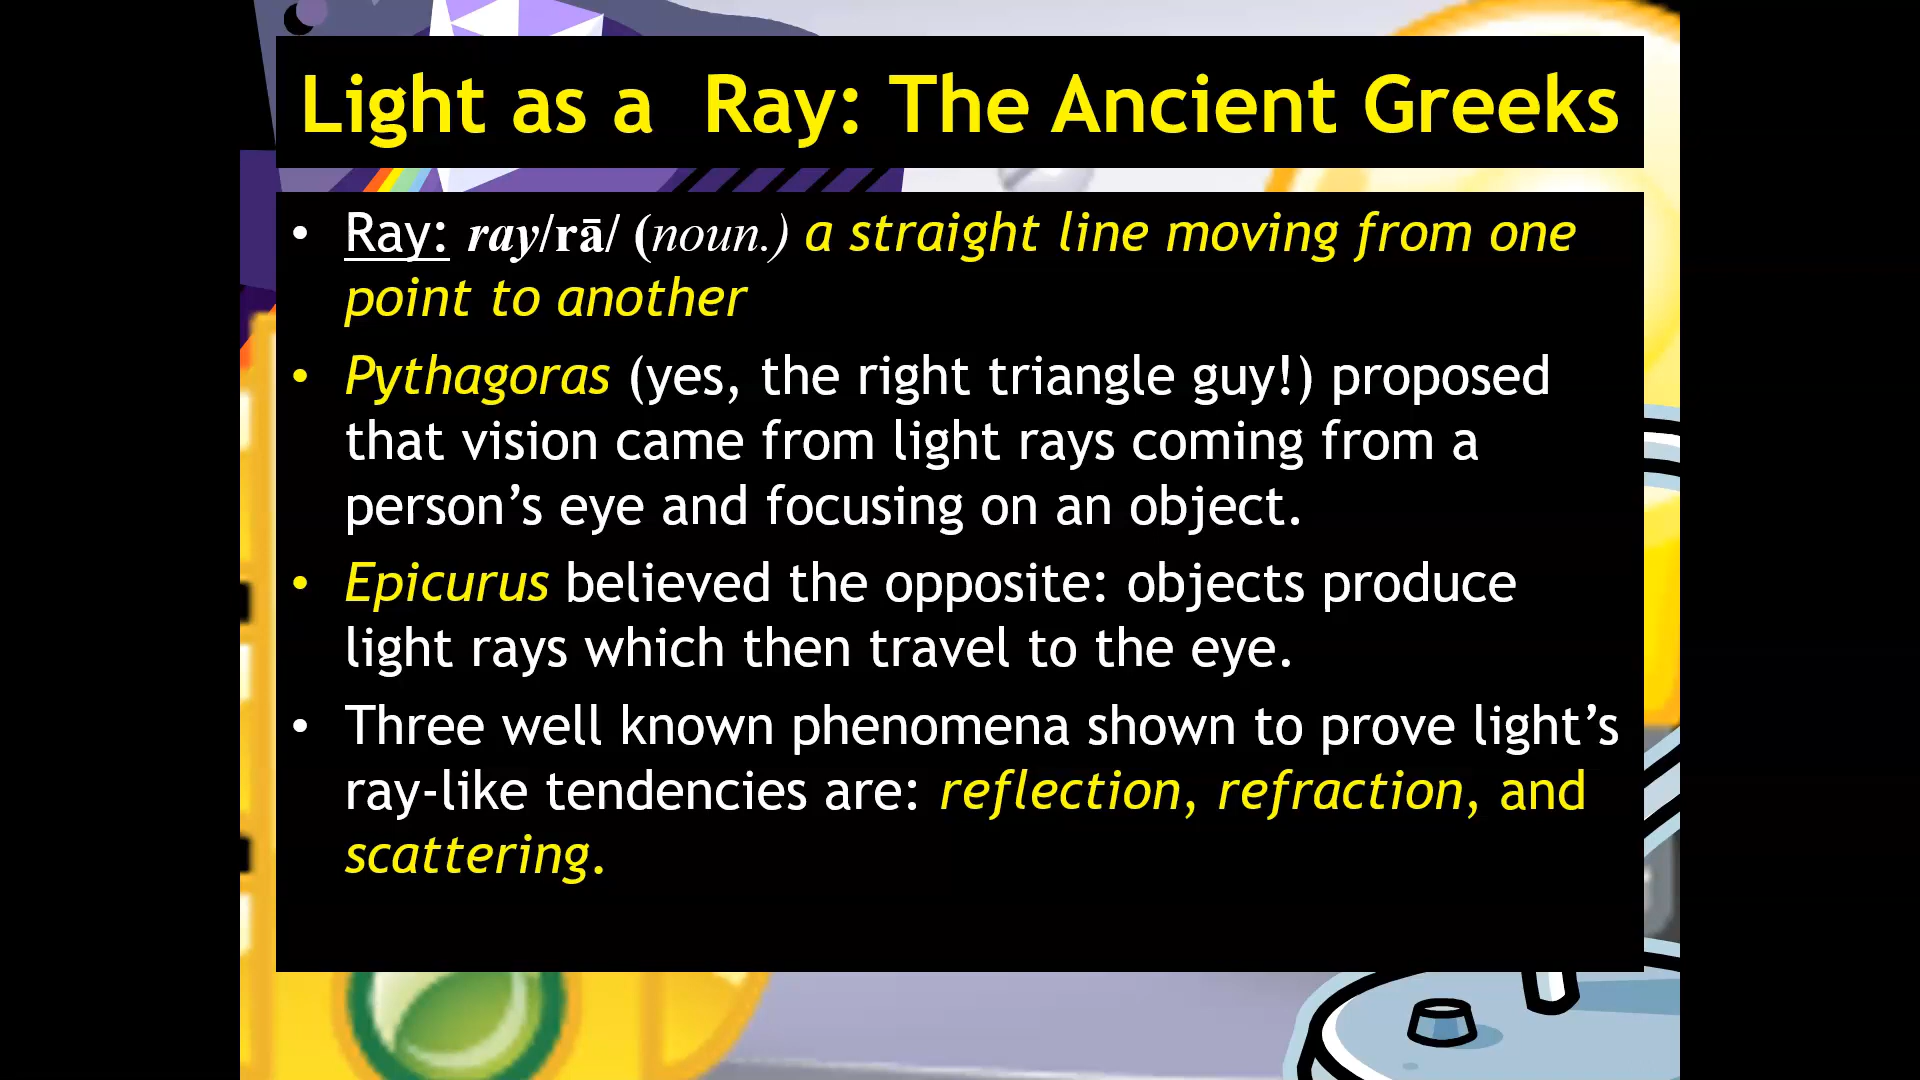 Light as a  Ray: The Ancient Greeks
• Ray: ray/rā/ (noun.) a straight line moving from one
point to another
• Pythagoras (yes, the right triangle guy!) proposed
that vision came from light rays coming from a
person’s eye and focusing on an object.
• Epicurus believed the opposite: objects produce
light rays which then travel to the eye.
• Three well known phenomena shown to prove light’s
ray-like tendencies are: reflection, refraction, and
scattering.